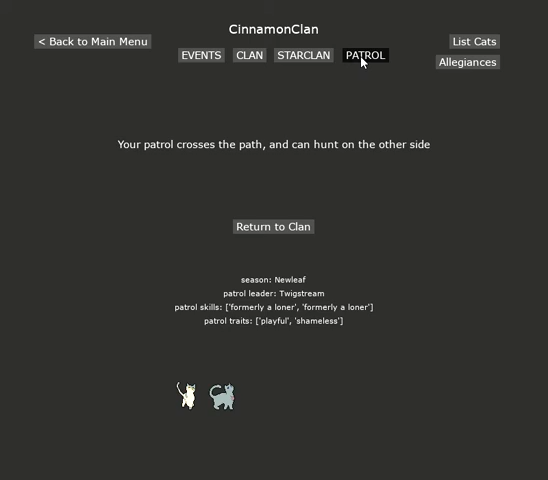 CinnamonClan
< Back to Main Menu
List Cats
EVENTS
CLAN
STARCLAN
PATROL
Allegiances
Your patrol crosses the path, and can hunt on the other side
Return to Clan
season: Newleaf
patrol leader: Twigstream
patrol skills: ['formerly a loner', 'formerly a loner']
patrol traits: ['playful', 'shameless']